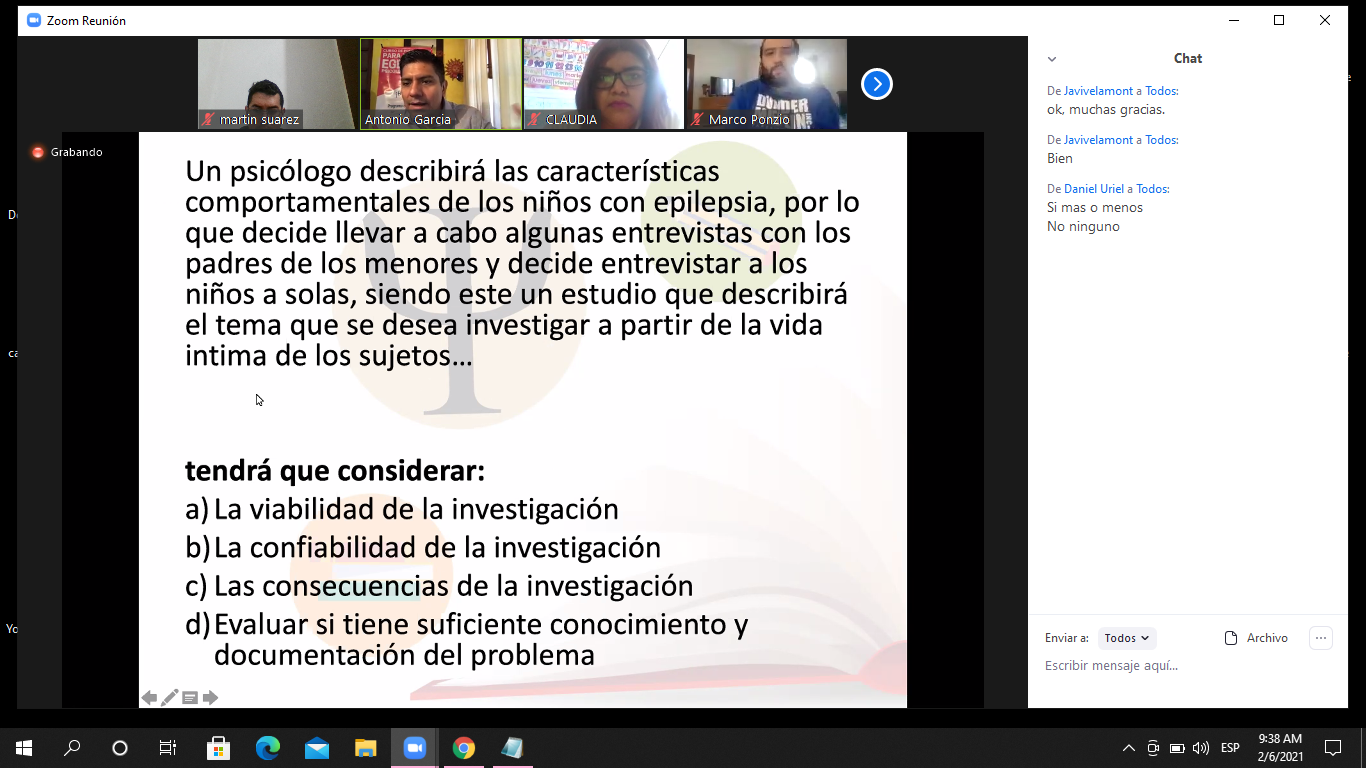 Zoom Reunión
martin suarez
Antonio Garcia
CLAUDIA
Marco Ponzio
Grabando
Un psicólogo describirá las características
comportamentales de los niños con epilepsia, por lo
que decide llevar a cabo algunas entrevistas con los
padres de los menores y decide entrevistar a los
niños a solas, siendo este un estudio que describirá
el tema que se desea investigar a partir de la vida
intima de los sujetos...
tendrá que considerar:
a) La viabilidad de la investigación
b) La confiabilidad de la investigación
c) Las consecuencias de la investigación
d) Evaluar si tiene suficiente conocimiento y
documentación del problema
Chat
De Javivelamont a Todos:
ok, muchas gracias.
De Javivelamont a Todos:
Bien
De Daniel Uriel a Todos:
Si mas o menos
No ninguno
Enviar a: Todos Archivo
Escribir mensaje aquí...
ESP
9:38 AM
2/6/2021